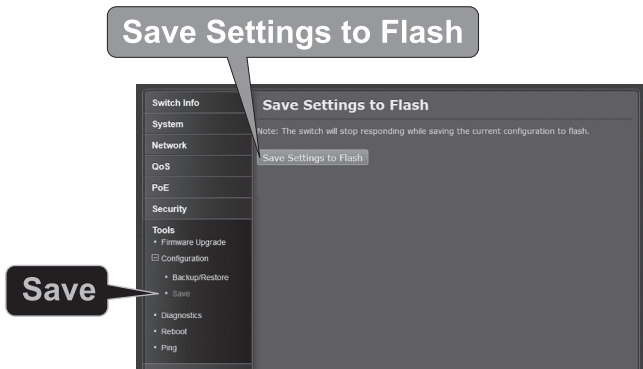 Save Settings to Flash
Switch Info
System
Network
QoS
PoE
Security
Tools
• Firmware Upgrade
Configuration
• Backup/Restore
• Save
• Diagnostics
• Reboot
• Ping
Save Settings to Flash
Note: The switch will stop responding while saving the current configuration to flash.
Save Settings to Flash
Save